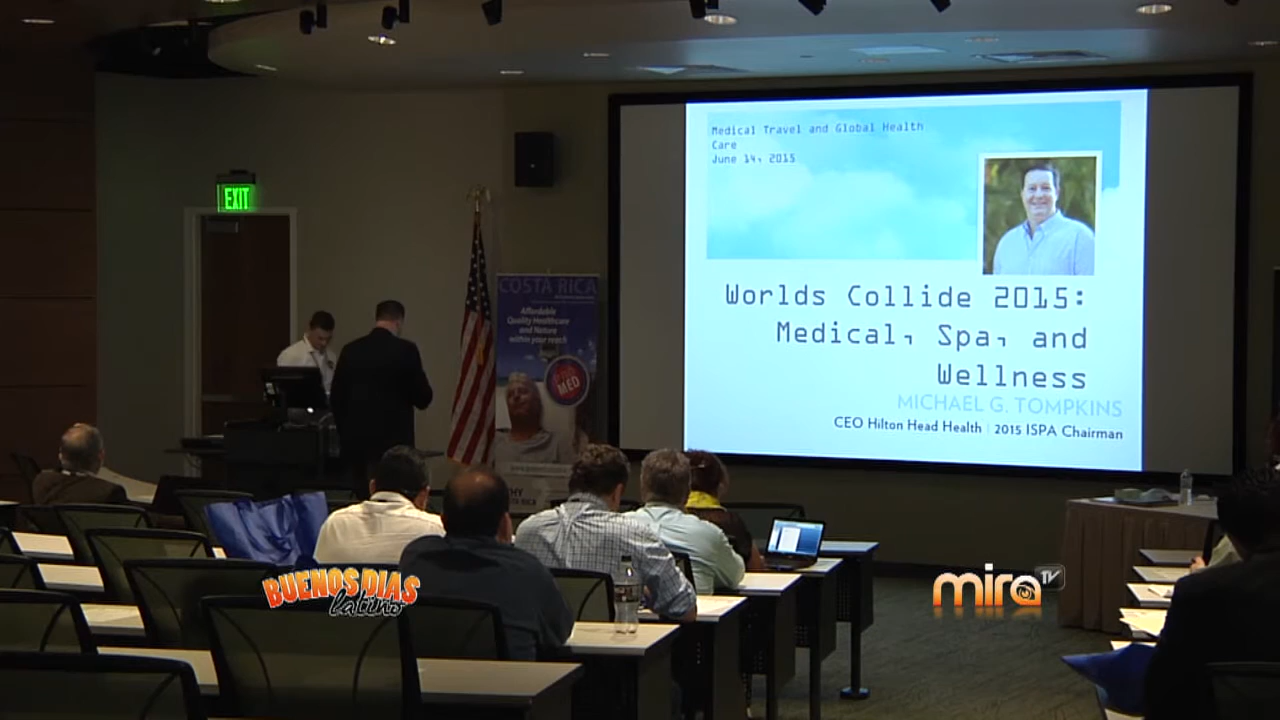 EXIT
COSTA RICA
Affordable
Quality Healthcare
and Nature
within your reach
MED
Medical Travel and Global Health
Care
June 14, 2015
Worlds Collide 2015:
Medical, Spa, and
Wellness
MICHAEL G. TOMPKINS
CEO Hilton Head Health | 2015 ISPA Chairman
BUENOS DIAS
latino
mira TV